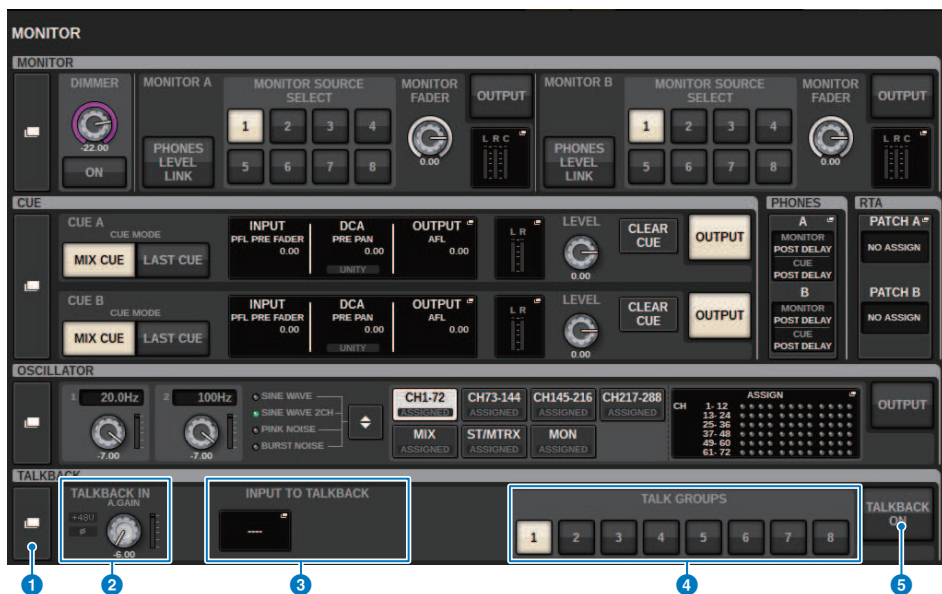 MONITOR
MONITOR
DIMMER
-22.00
ON
MONITOR A
PHONES LEVEL LINK
MONITOR SOURCE SELECT
1 2 3 4
5 6 7 8
MONITOR FADER
0.00
OUTPUT
L R C
MONITOR B
PHONES LEVEL LINK
MONITOR SOURCE SELECT
1 2 3 4
5 6 7 8
MONITOR FADER
0.00
OUTPUT
L R C
CUE
CUE A
CUE MODE
MIX CUE LAST CUE
INPUT
PFL PRE FADER
0.00
DCA
PRE PAN
0.00
UNITY
OUTPUT
AFL
0.00
L R
LEVEL
0.00
CLEAR CUE
OUTPUT
CUE B
CUE MODE
MIX CUE LAST CUE
INPUT
PFL PRE FADER
0.00
DCA
PRE PAN
0.00
UNITY
OUTPUT
AFL
0.00
L R
LEVEL
0.00
CLEAR CUE
OUTPUT
PHONES
A
MONITOR
POST DELAY
CUE
POST DELAY
B
MONITOR
POST DELAY
CUE
POST DELAY
RTA
PATCH A
NO ASSIGN
PATCH B
NO ASSIGN
OSCILLATOR
1 20.0Hz
-7.00
2 100Hz
-7.00
SINE WAVE
SINE WAVE 2CH
PINK NOISE
BURST NOISE
CH1-72 CH73-144 CH145-216 CH217-288
ASSIGNED ASSIGNED ASSIGNED ASSIGNED
MIX ST/MTRX MON
ASSIGNED ASSIGNED ASSIGNED
ASSIGN
CH 1- 12
13- 24
25- 36
37- 48
49- 60
61- 72
OUTPUT
TALKBACK
TALKBACK IN
A.GAIN
+48V
ø
-6.00
INPUT TO TALKBACK
----
TALK GROUPS
1 2 3 4 5 6 7 8
TALKBACK ON
1 2 3 4 5